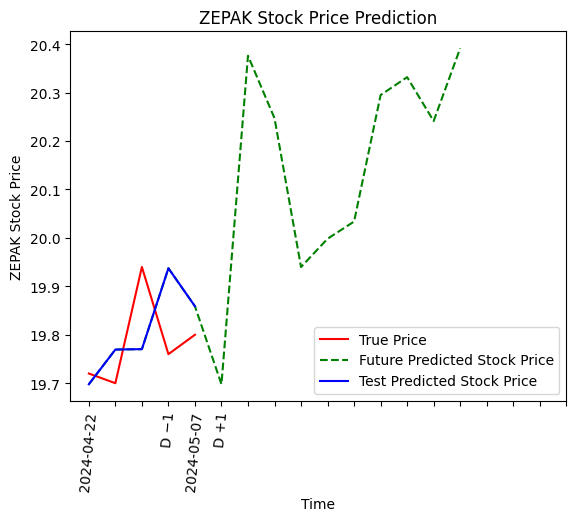 ZEPAK Stock Price Prediction
ZEPAK Stock Price
20.4
20.3
20.2
20.1
20.0
19.9
19.8
19.7
True Price
Future Predicted Stock Price
Test Predicted Stock Price
2024-04-22
D −1
2024-05-07
D +1
Time